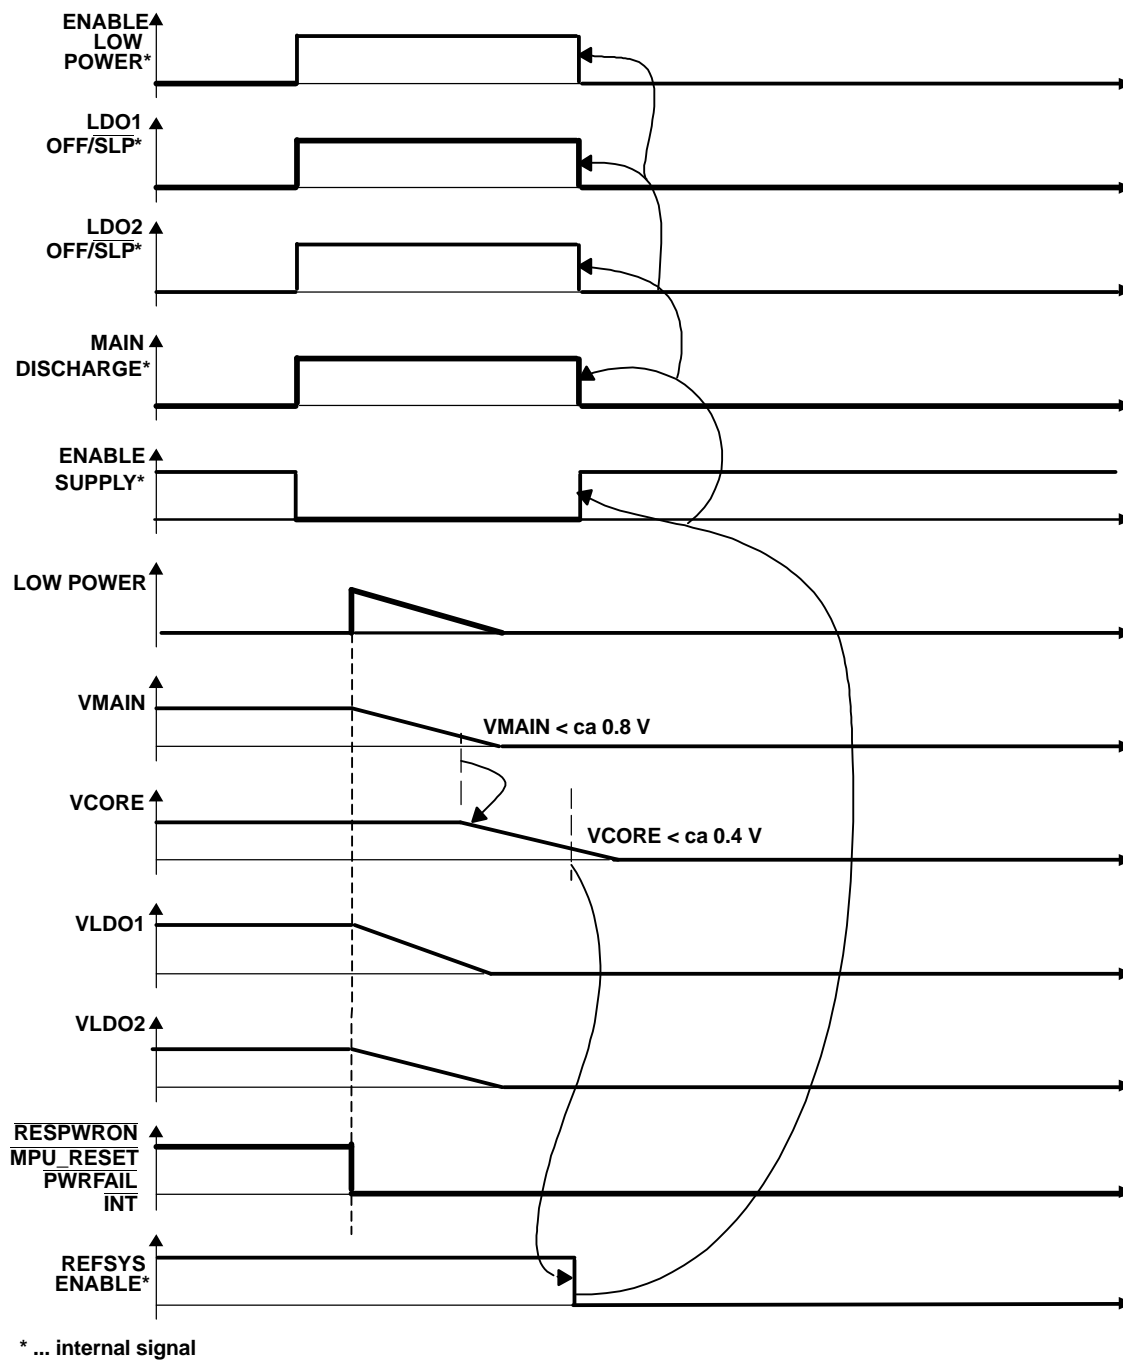 ENABLE
LOW
POWER*
LDO1
OFF/SLP*
LDO2
OFF/SLP*
MAIN
DISCHARGE*
ENABLE
SUPPLY*
LOW POWER
VMAIN
VMAIN < ca 0.8 V
VCORE
VCORE < ca 0.4 V
VLDO1
VLDO2
RESPWRON
MPU_RESET
PWRFAIL
INT
REFSYS
ENABLE*
* ... internal signal